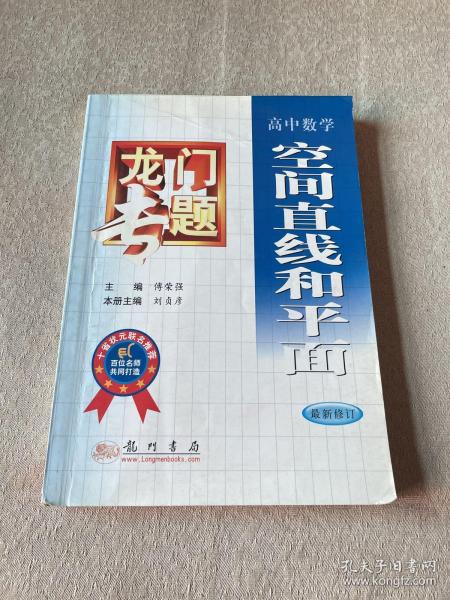 高中数学
空间直线和平面
龙门
专题
主 编 傅荣强
本册主编 刘贞彦
十省状元联名推荐
百位名师
共同打造
最新修订
龍門書局
www.Longmenbooks.com
孔夫子旧书网
kongfz.com